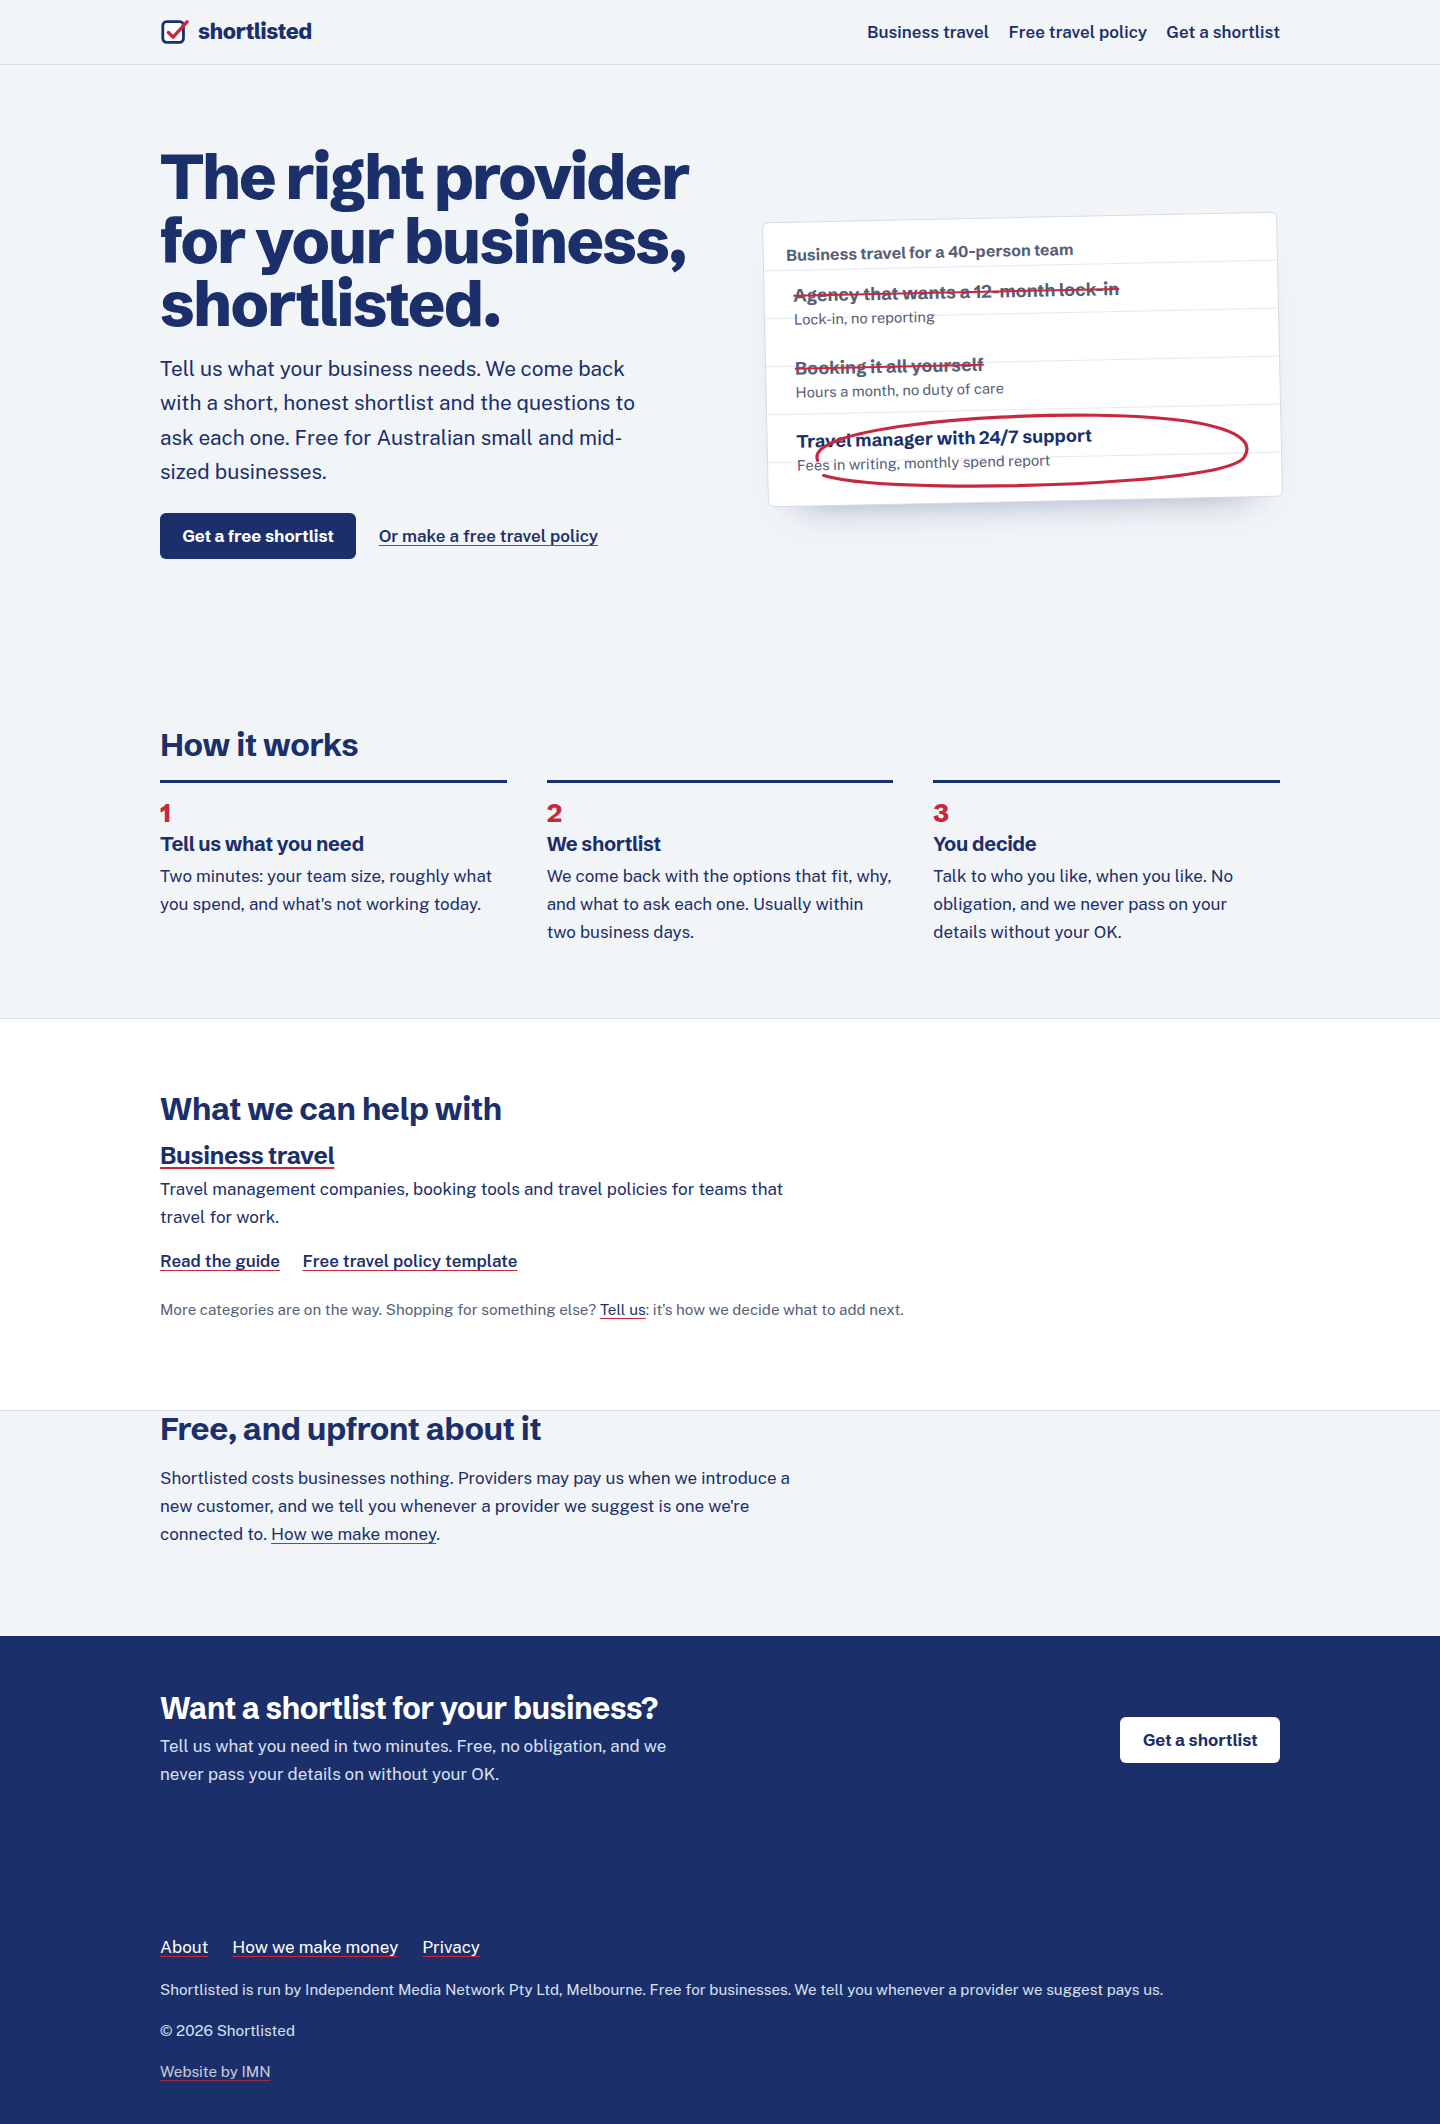 shortlisted
Business travel
Free travel policy
Get a shortlist
The right provider
for your business,
shortlisted.
Tell us what your business needs. We come back
with a short, honest shortlist and the questions to
ask each one. Free for Australian small and mid-
sized businesses.
Get a free shortlist
Or make a free travel policy
Business travel for a 40-person team
Agency that wants a 12-month lock-in
Lock-in, no reporting
Booking it all yourself
Hours a month, no duty of care
Travel manager with 24/7 support
Fees in writing, monthly spend report
How it works
1
Tell us what you need
Two minutes: your team size, roughly what
you spend, and what's not working today.
2
We shortlist
We come back with the options that fit, why,
and what to ask each one. Usually within
two business days.
3
You decide
Talk to who you like, when you like. No
obligation, and we never pass on your
details without your OK.
What we can help with
Business travel
Travel management companies, booking tools and travel policies for teams that
travel for work.
Read the guide
Free travel policy template
More categories are on the way. Shopping for something else? Tell us: it's how we decide what to add next.
Free, and upfront about it
Shortlisted costs businesses nothing. Providers may pay us when we introduce a
new customer, and we tell you whenever a provider we suggest is one we're
connected to. How we make money.
Want a shortlist for your business?
Tell us what you need in two minutes. Free, no obligation, and we
never pass your details on without your OK.
Get a shortlist
About
How we make money
Privacy
Shortlisted is run by Independent Media Network Pty Ltd, Melbourne. Free for businesses. We tell you whenever a provider we suggest pays us.
© 2026 Shortlisted
Website by IMN